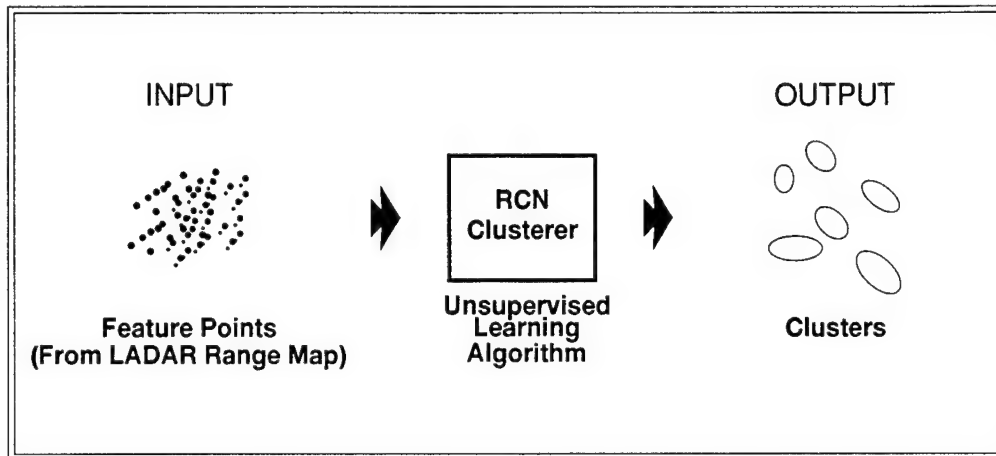 INPUT
OUTPUT
RCN
Clusterer
Feature Points
(From LADAR Range Map)
Unsupervised
Learning
Algorithm
Clusters